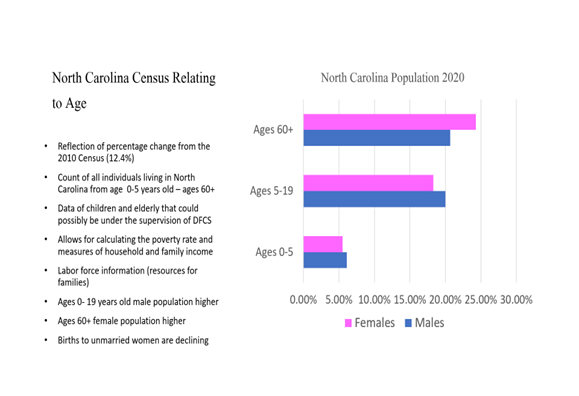 North Carolina Census Relating
to Age
• Reflection of percentage change from the
2010 Census (12.4%)
• Count of all individuals living in North
Carolina from age 0-5 years old – ages 60+
• Data of children and elderly that could
possibly be under the supervision of DFCS
• Allows for calculating the poverty rate and
measures of household and family income
• Labor force information (resources for
families)
• Ages 0- 19 years old male population higher
• Ages 60+ female population higher
• Births to unmarried women are declining
North Carolina Population 2020
Ages 60+
Ages 5-19
Ages 0-5
0.00% 5.00% 10.00% 15.00% 20.00% 25.00% 30.00%
Females Males